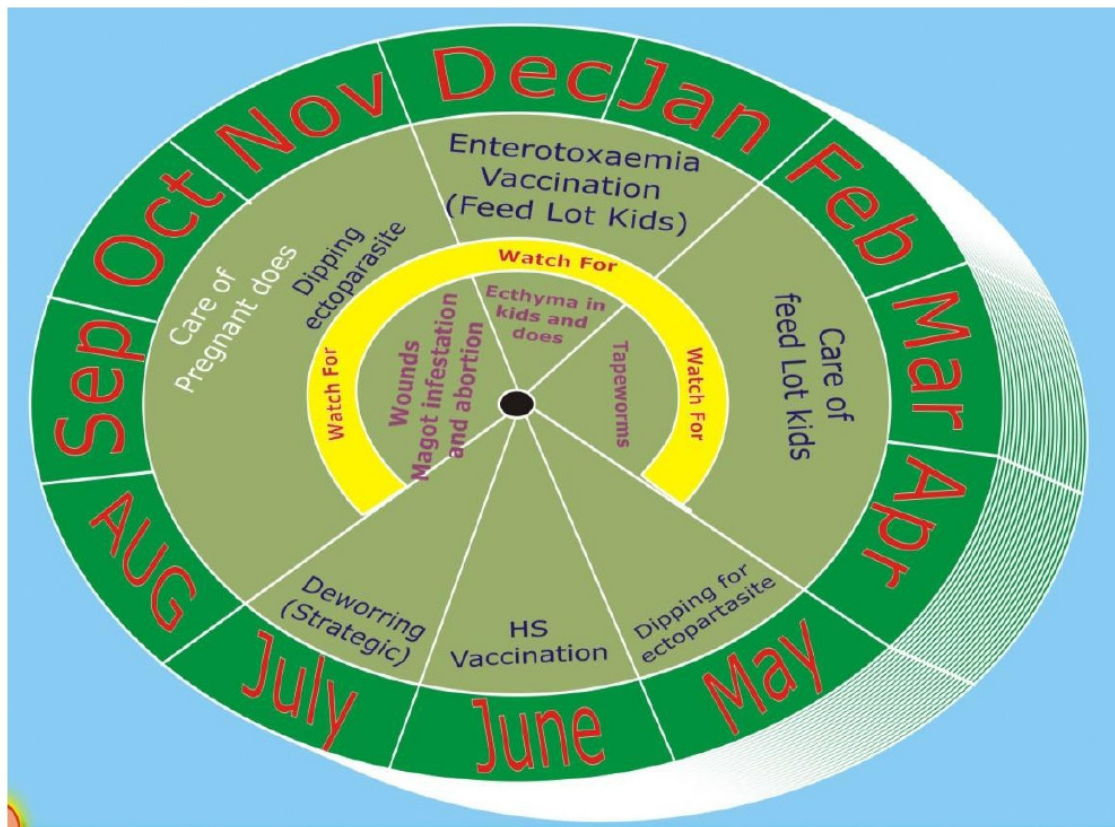 Dec
Jan
Feb
Mar
Apr
May
June
July
AUG
Sep
Oct
Nov
Enterotoxaemia
Vaccination
(Feed Lot Kids)
Care of
feed Lot kids
Dipping for
ectopartasite
HS
Vaccination
Deworring
(Strategic)
Care of
Pregnant does
Dipping
ectoparasite
Watch For
Watch For
Watch For
Ecthyma in
kids and
does
Tapeworms
Wounds
Magot infestation
and abortion